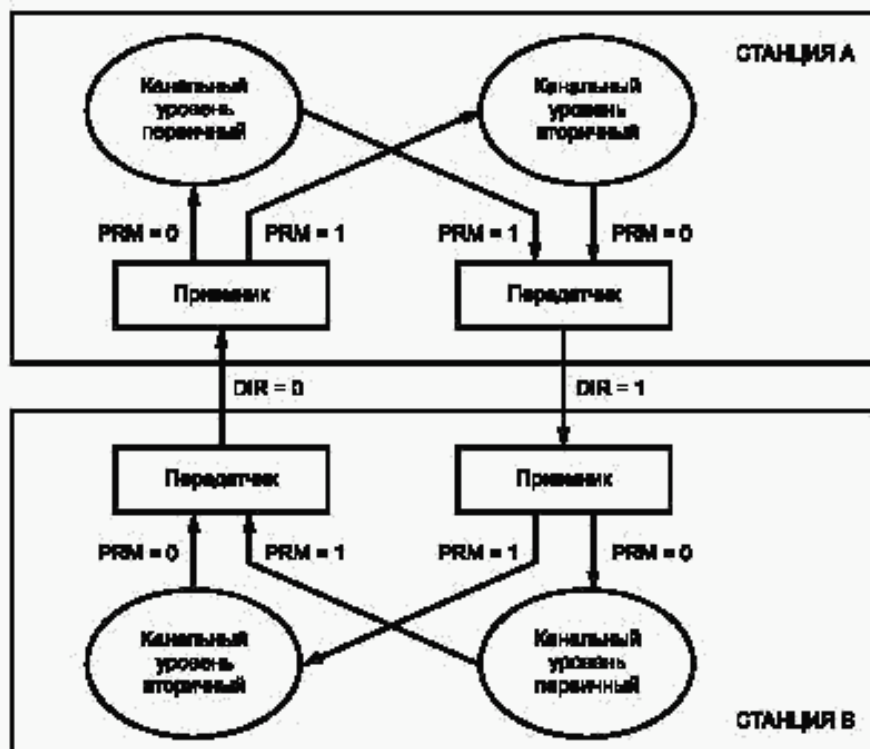 СТАНЦИЯ А
Канальный
уровень
первичный
Канальный
уровень
вторичный
PRM = 0
PRM = 1
PRM = 1
PRM = 0
Приемник
Передатчик
DIR = 0
DIR = 1
Передатчик
Приемник
PRM = 0
PRM = 1
PRM = 1
PRM = 0
Канальный
уровень
вторичный
Канальный
уровень
первичный
СТАНЦИЯ В